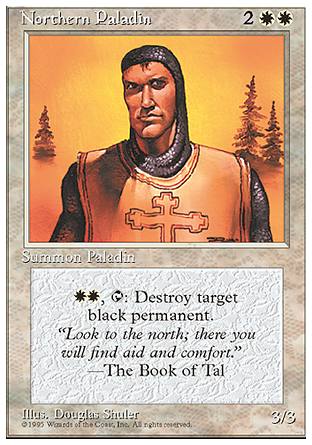 Northern Paladin 2
Summon Paladin
, : Destroy target
black permanent.
“Look to the north; there you
will find aid and comfort.”
—The Book of Tal
Illus. Douglas Shuler 3/3
©1995 Wizards of the Coast, Inc. All rights reserved.